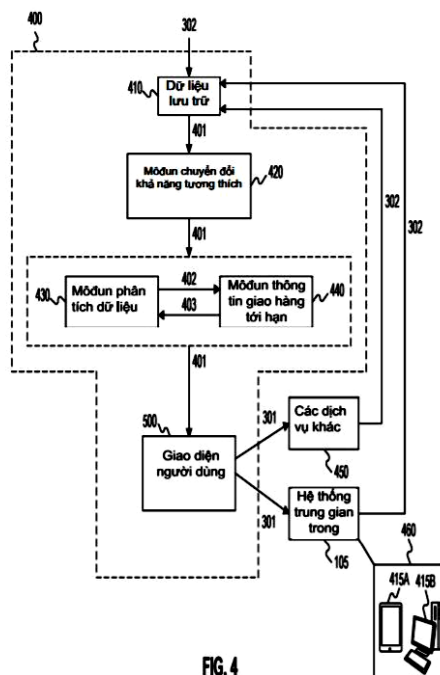 400
302
410
Dữ liệu
lưu trữ
401
Môđun chuyển đổi
khả năng tương thích
420
401
302
302
430
Môđun phân
tích dữ liệu
402
403
Môđun thông
tin giao hàng
tới hạn
440
401
500
Giao diện
người dùng
301
Các dịch
vụ khác
450
301
Hệ thống
trung gian
trong
105
460
415A
415B
FIG. 4